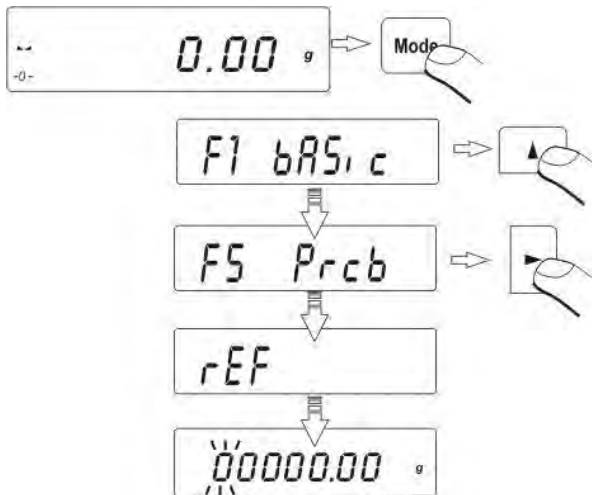 0.00 g
-0-
Mode
F1 bASic
F5 Prcb
rEF
00000.00 g